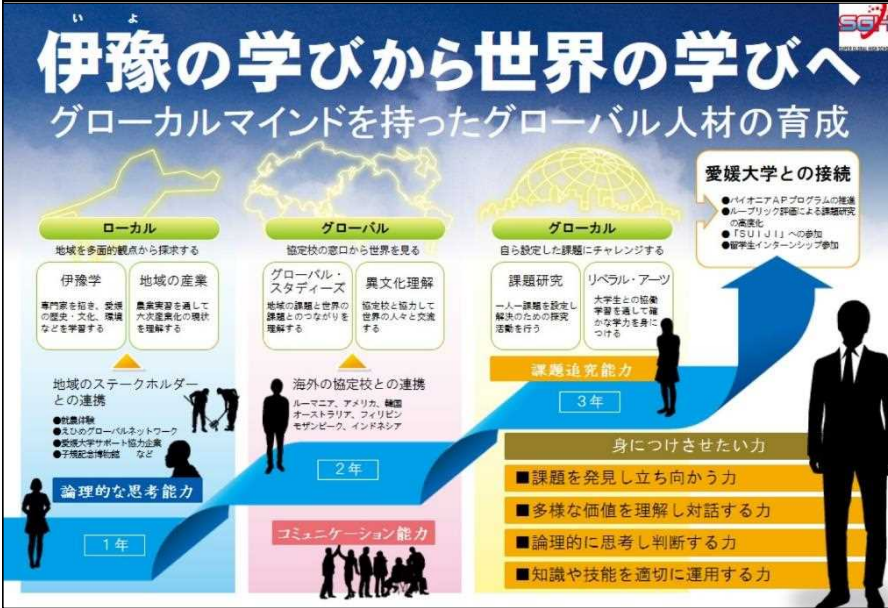 い よ
伊豫の学びから世界の学びへ
SGH
SUPER GLOBAL HIGH SCHOOL
グローカルマインドを持ったグローバル人材の育成
ローカル
地域を多面的観点から探求する
伊豫学
専門家を招き、愛媛
の歴史・文化、環境
などを学習する
地域の産業
農業実習を通して
六次産業化の現状
を理解する
地域のステークホルダー
との連携
●就農体験
●えひめグローバルネットワーク
●愛媛大学サポート協力企業
●子規記念博物館 など
論理的な思考能力
1年
グローバル
協定校の窓口から世界を見る
グローバル・
スタディーズ
地域の課題と世界の
課題とのつながりを
理解する
異文化理解
協定校と協力して
世界の人々と交流
する
海外の協定校との連携
ルーマニア、アメリカ、韓国
オーストラリア、フィリピン
モザンビーク、インドネシア
2年
コミュニケーション能力
グローカル
自ら設定した課題にチャレンジする
課題研究
一人一課題を設定し
解決のための探究
活動を行う
リベラル・アーツ
大学生との協働
学習を通して確
かな学力を身に
つける
課題追究能力
3年
愛媛大学との接続
●パイオニアAPプログラムの推進
●ルーブリック評価による課題研究
の高度化
●「SUIJI」への参加
●留学生インターンシップ参加
身につけさせたい力
■課題を発見し立ち向かう力
■多様な価値を理解し対話する力
■論理的に思考し判断する力
■知識や技能を適切に運用する力